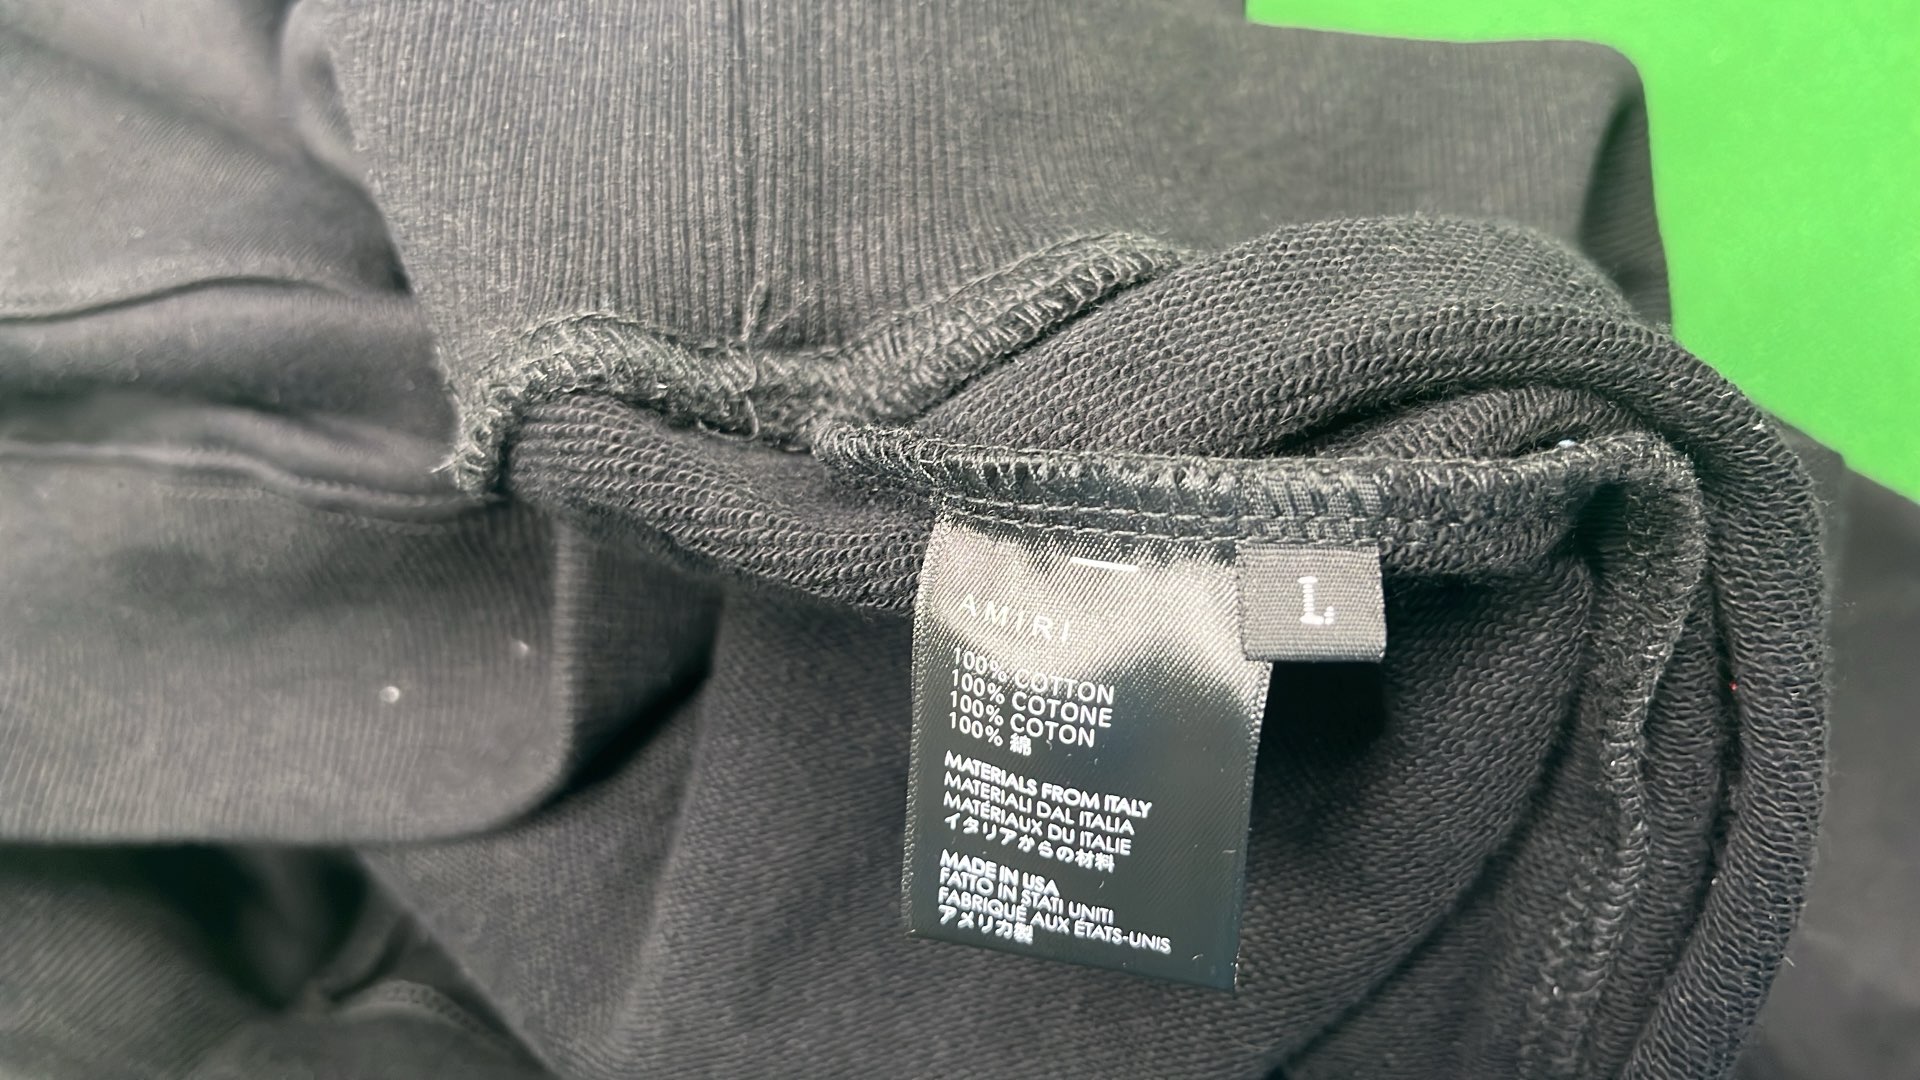 AMIRI
L
100% COTTON
100% COTONE
100% COTON
100% 綿
MATERIALS FROM ITALY
MATERIALI DAL ITALIA
MATÉRIAUX DU ITALIE
イタリアからの材料
MADE IN USA
FATTO IN STATI UNITI
FABRIQUÉ AUX ÉTATS-UNIS
アメリカ製